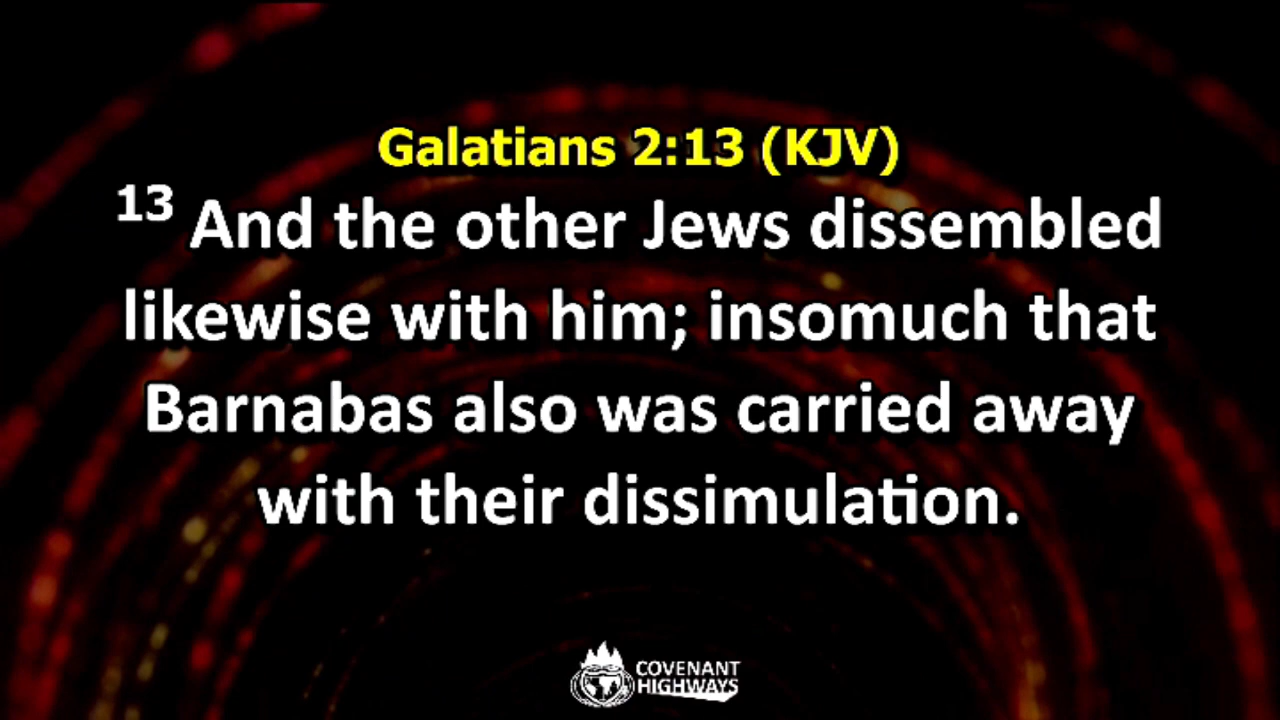 Galatians 2:13 (KJV)
13 And the other Jews dissembled
likewise with him; insomuch that
Barnabas also was carried away
with their dissimulation.
COVENANT
HIGHWAYS